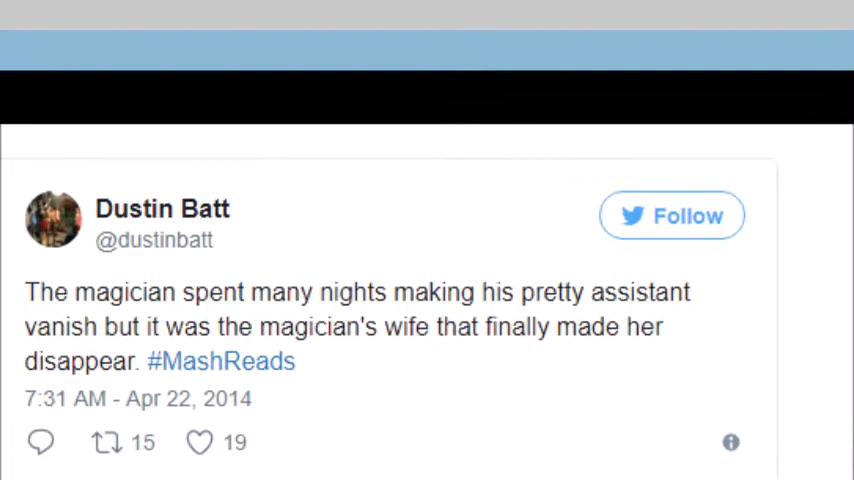 Dustin Batt
@dustinbatt
Follow
The magician spent many nights making his pretty assistant
vanish but it was the magician's wife that finally made her
disappear. #MashReads
7:31 AM - Apr 22, 2014
15 19